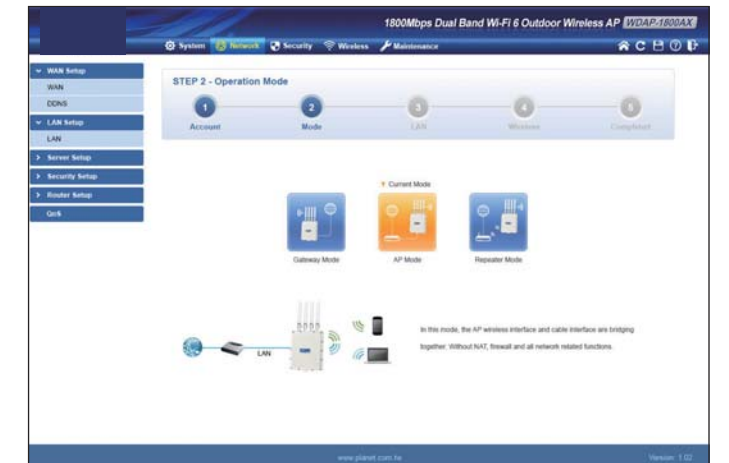 1800Mbps Dual Band Wi-Fi 6 Outdoor Wireless AP WDAP-1800AX
System Network Security Wireless Maintenance
WAN Setup
WAN
DDNS
LAN Setup
LAN
Server Setup
Security Setup
Router Setup
QoS
STEP 2 - Operation Mode
1 2 3 4 5
Account Mode LAN Wireless Completed
Current Mode
Gateway Mode AP Mode Repeater Mode
LAN
In this mode, the AP wireless interface and cable interface are bridging
together. Without NAT, firewall and all network related functions.
www.planet.com.tw Version: 1.02